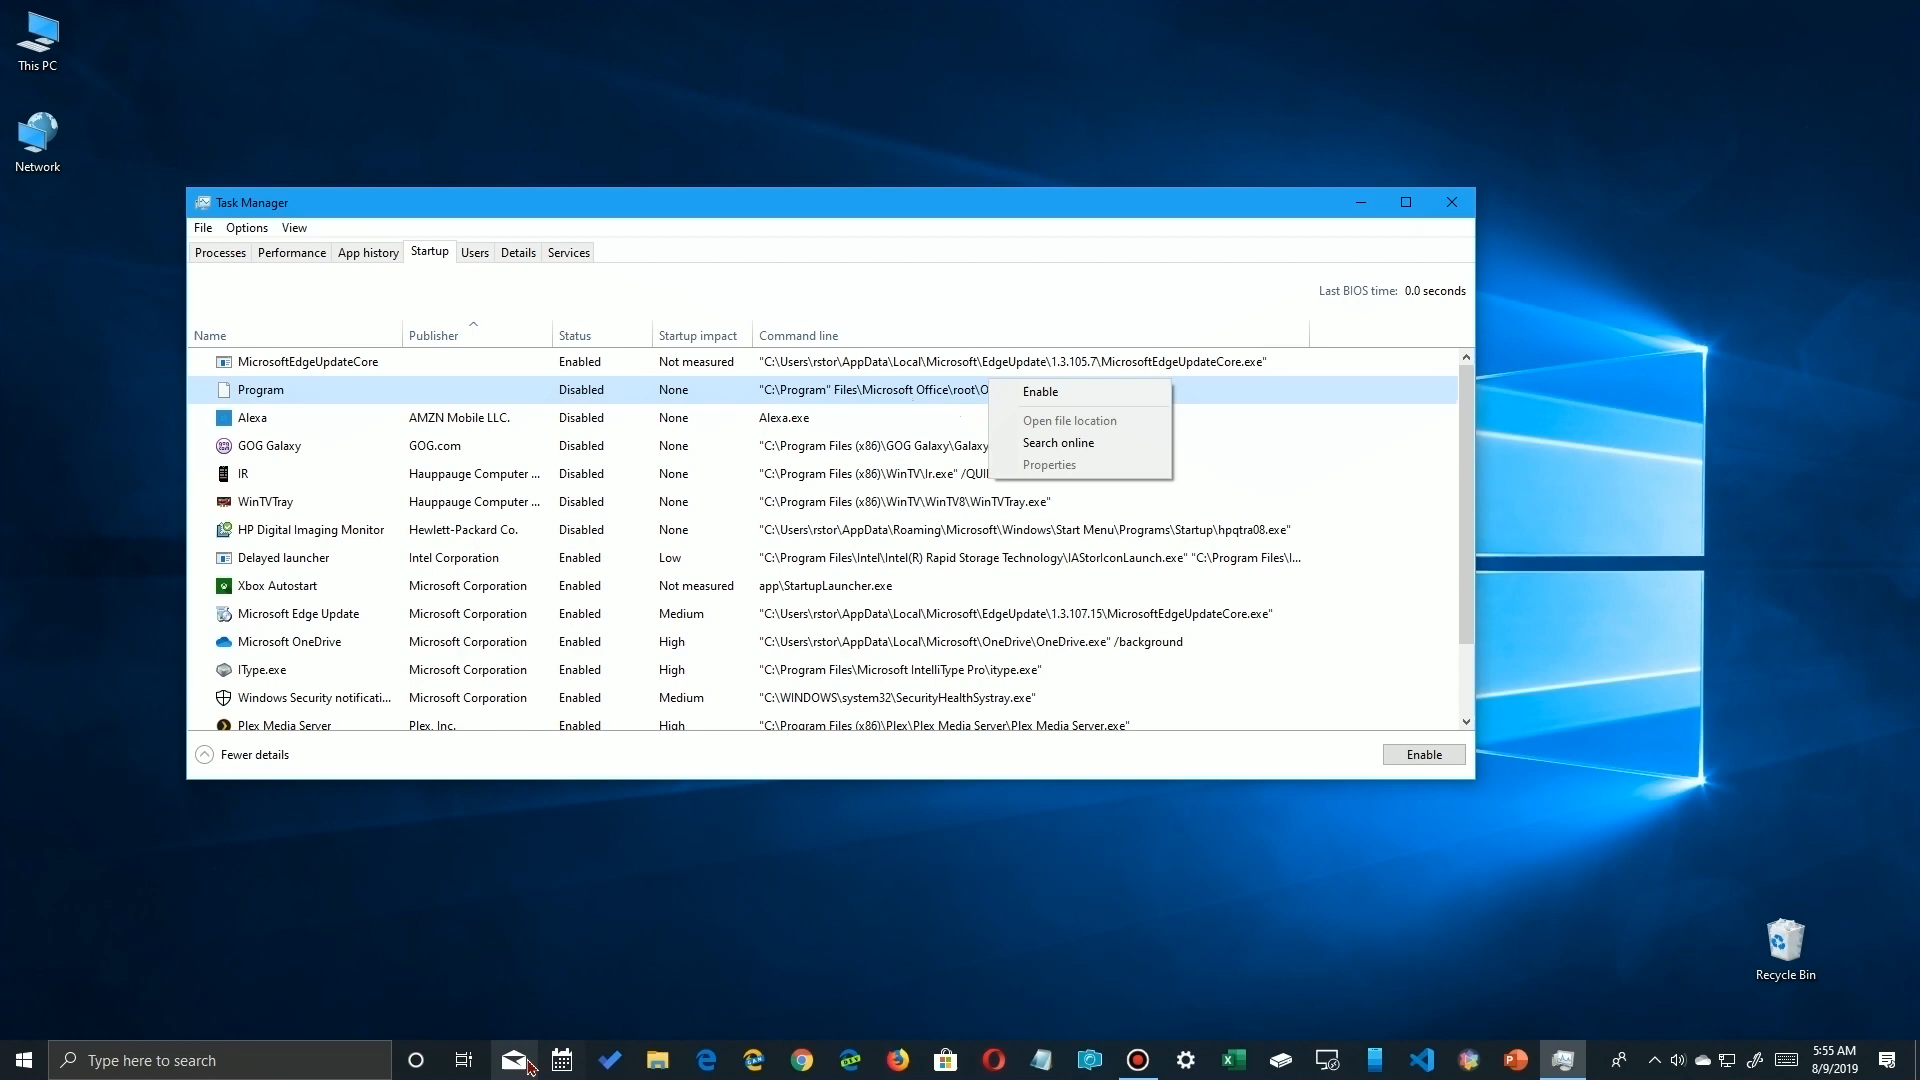 This PC
Network
Task Manager
File Options View
Processes Performance App history Startup Users Details Services
Last BIOS time: 0.0 seconds
Name Publisher Status Startup impact Command line
MicrosoftEdgeUpdateCore Enabled Not measured "C:\Users\rstor\AppData\Local\Microsoft\EdgeUpdate\1.3.105.7\MicrosoftEdgeUpdateCore.exe"
Program Disabled None "C:\Program" Files\Microsoft Office\root\O
Alexa AMZN Mobile LLC. Disabled None Alexa.exe
GOG Galaxy GOG.com Disabled None "C:\Program Files (x86)\GOG Galaxy\Galaxy
IR Hauppauge Computer ... Disabled None "C:\Program Files (x86)\WinTV\Ir.exe" /QUI
WinTVTray Hauppauge Computer ... Disabled None "C:\Program Files (x86)\WinTV\WinTV8\WinTVTray.exe"
HP Digital Imaging Monitor Hewlett-Packard Co. Disabled None "C:\Users\rstor\AppData\Roaming\Microsoft\Windows\Start Menu\Programs\Startup\hpqtra08.exe"
Delayed launcher Intel Corporation Enabled Low "C:\Program Files\Intel\Intel(R) Rapid Storage Technology\IAStorIconLaunch.exe" "C:\Program Files\I...
Xbox Autostart Microsoft Corporation Enabled Not measured app\StartupLauncher.exe
Microsoft Edge Update Microsoft Corporation Enabled Medium "C:\Users\rstor\AppData\Local\Microsoft\EdgeUpdate\1.3.107.15\MicrosoftEdgeUpdateCore.exe"
Microsoft OneDrive Microsoft Corporation Enabled High "C:\Users\rstor\AppData\Local\Microsoft\OneDrive\OneDrive.exe" /background
IType.exe Microsoft Corporation Enabled High "C:\Program Files\Microsoft IntelliType Pro\itype.exe"
Windows Security notificati... Microsoft Corporation Enabled Medium "C:\WINDOWS\system32\SecurityHealthSystray.exe"
Plex Media Server Plex, Inc. Enabled High "C:\Program Files (x86)\Plex\Plex Media Server\Plex Media Server.exe"
Enable
Open file location
Search online
Properties
Fewer details
Enable
Recycle Bin
Type here to search
5:55 AM
8/9/2019